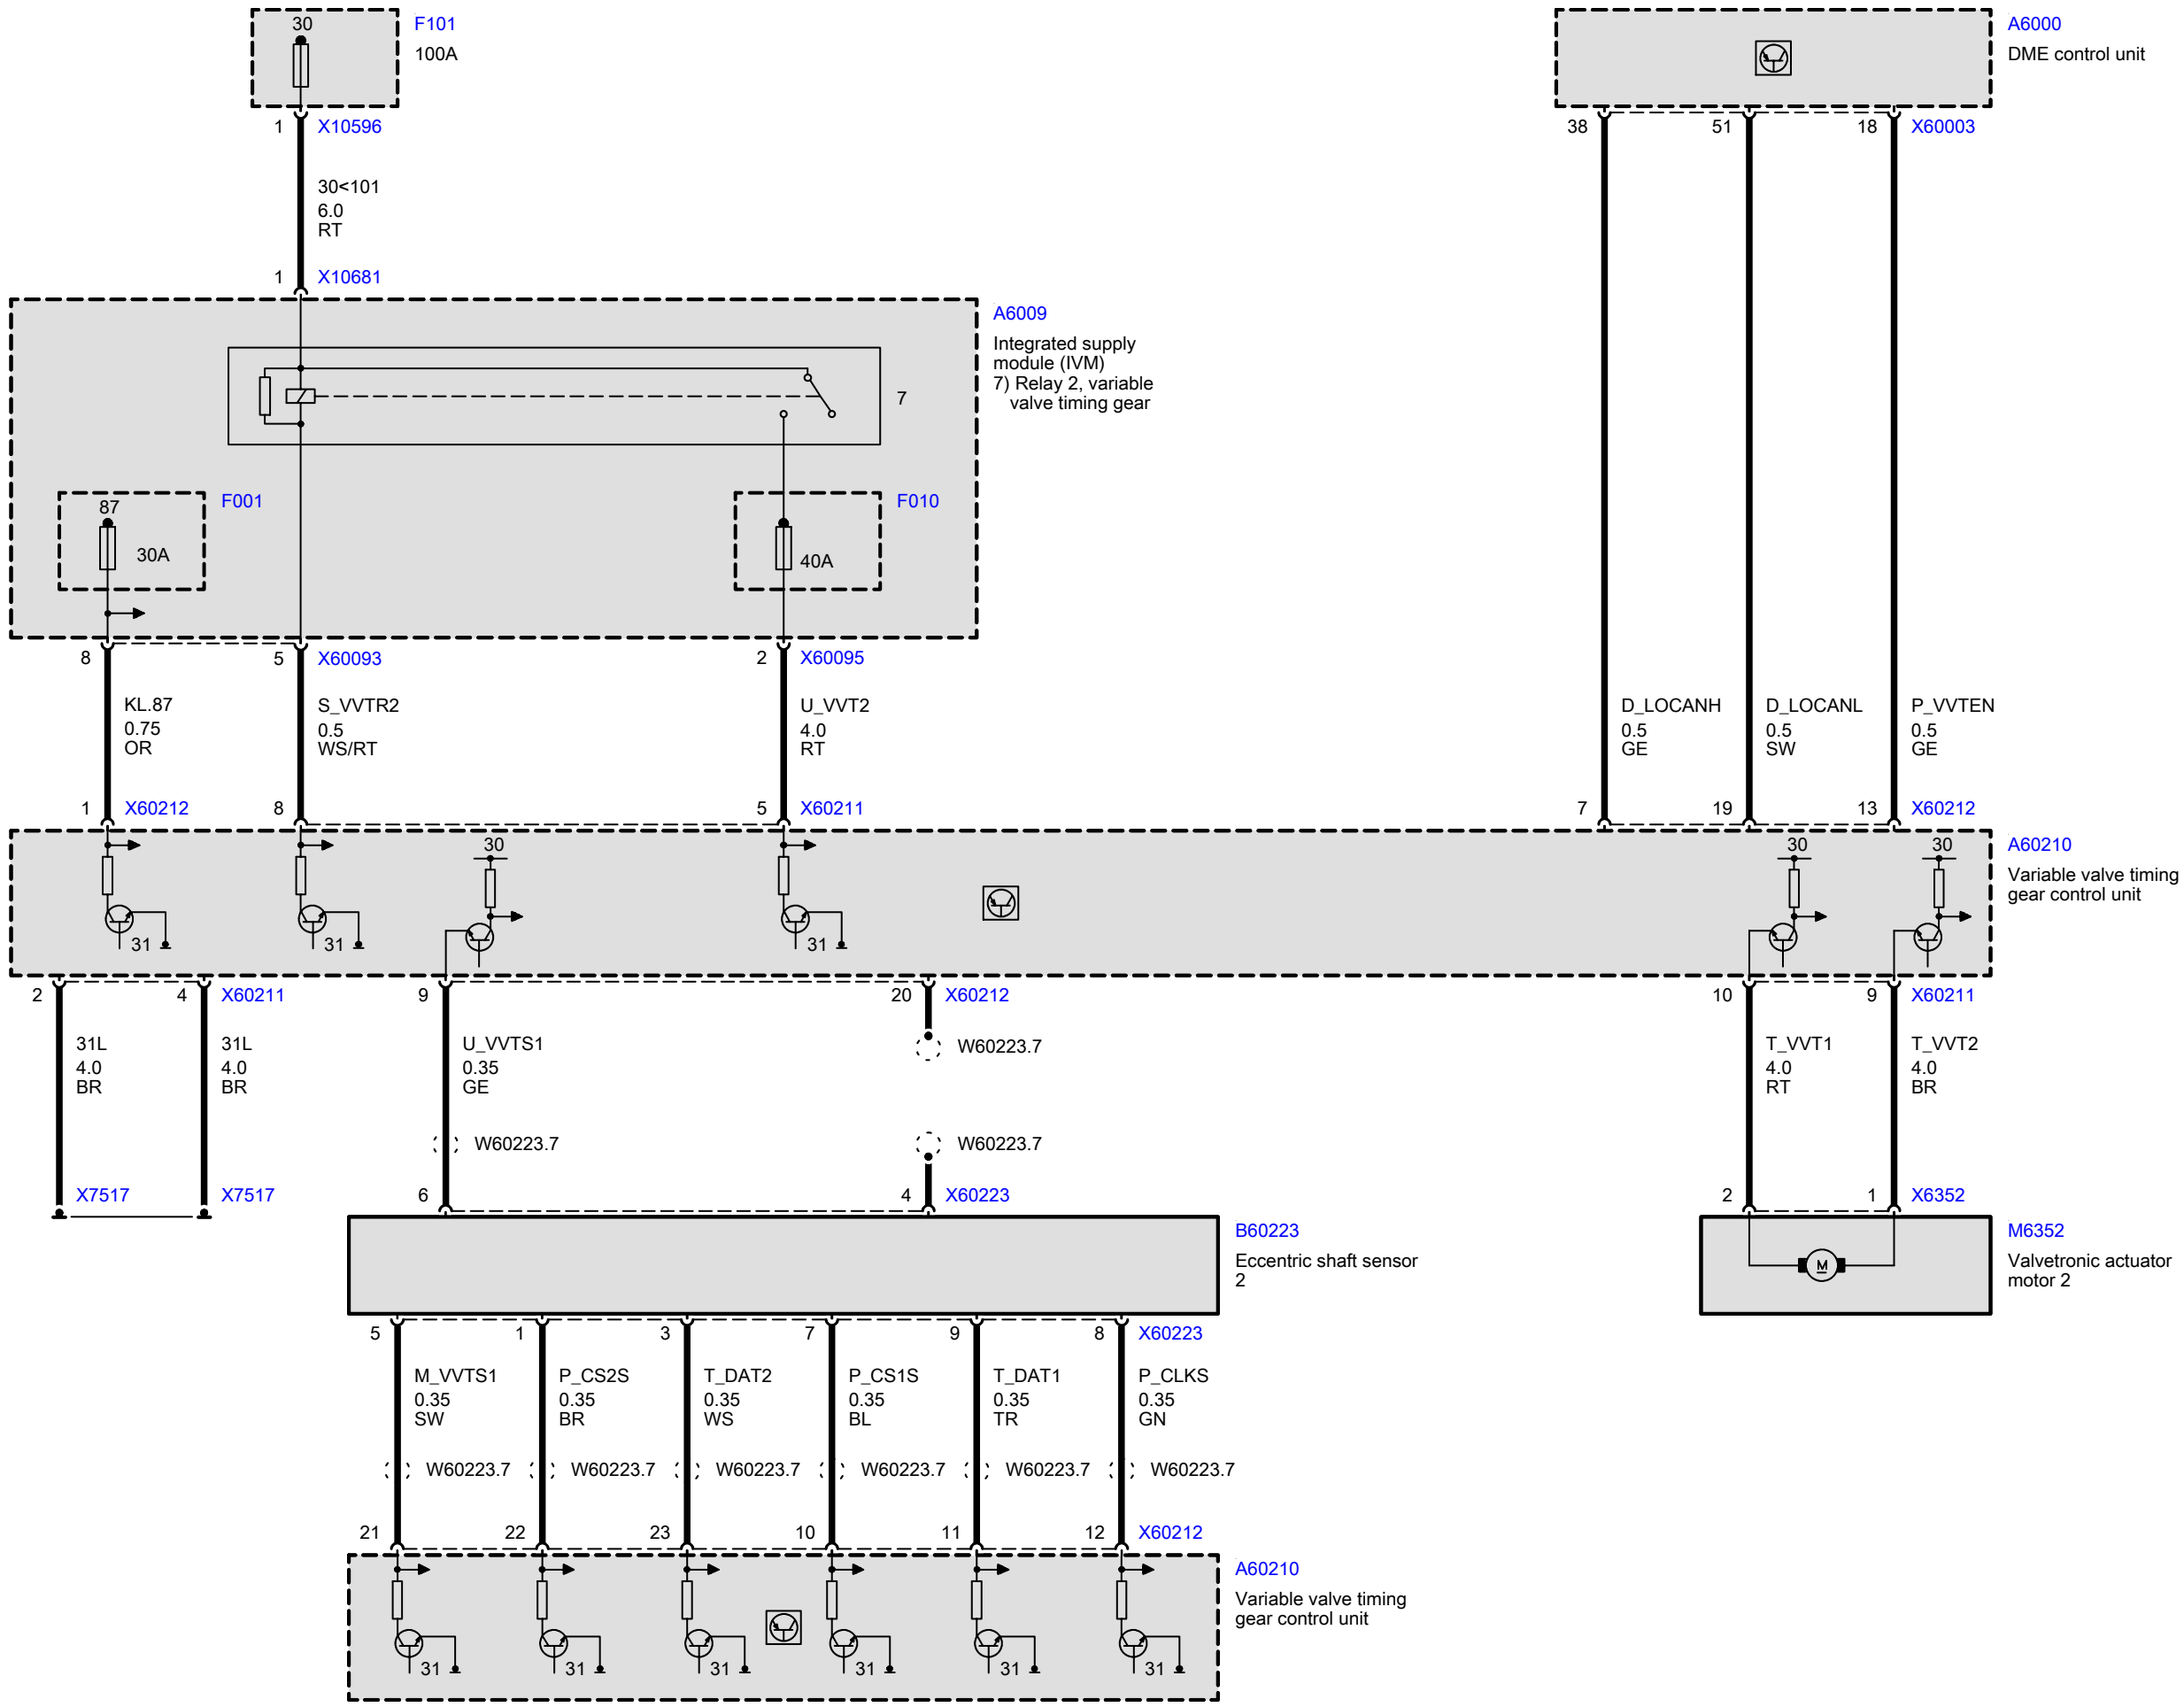 30
F101
100A
A6000
DME control unit
1 X10596
38 51 18 X60003
30<101
6.0
RT
1 X10681
A6009
Integrated supply
module (IVM)
7) Relay 2, variable
valve timing gear
7
87
F001
30A
F010
40A
8 5 X60093
2 X60095
KL.87
0.75
OR
S_VVTR2
0.5
WS/RT
U_VVT2
4.0
RT
D_LOCANH
0.5
GE
D_LOCANL
0.5
SW
P_VVTEN
0.5
GE
1 X60212
8 5 X60211
7 19 13 X60212
30 30 30
A60210
Variable valve timing
gear control unit
31 31 31
2 4 X60211
9 20 X60212
10 9 X60211
31L
4.0
BR
31L
4.0
BR
U_VVTS1
0.35
GE
W60223.7
T_VVT1
4.0
RT
T_VVT2
4.0
BR
W60223.7
W60223.7
X7517
X7517
6 4 X60223
2 1 X6352
B60223
Eccentric shaft sensor
2
M
M6352
Valvetronic actuator
motor 2
5 1 3 7 9 8 X60223
M_VVTS1
0.35
SW
P_CS2S
0.35
BR
T_DAT2
0.35
WS
P_CS1S
0.35
BL
T_DAT1
0.35
TR
P_CLKS
0.35
GN
W60223.7 W60223.7 W60223.7 W60223.7 W60223.7 W60223.7
21 22 23 10 11 12 X60212
A60210
Variable valve timing
gear control unit
31 31 31 31 31 31